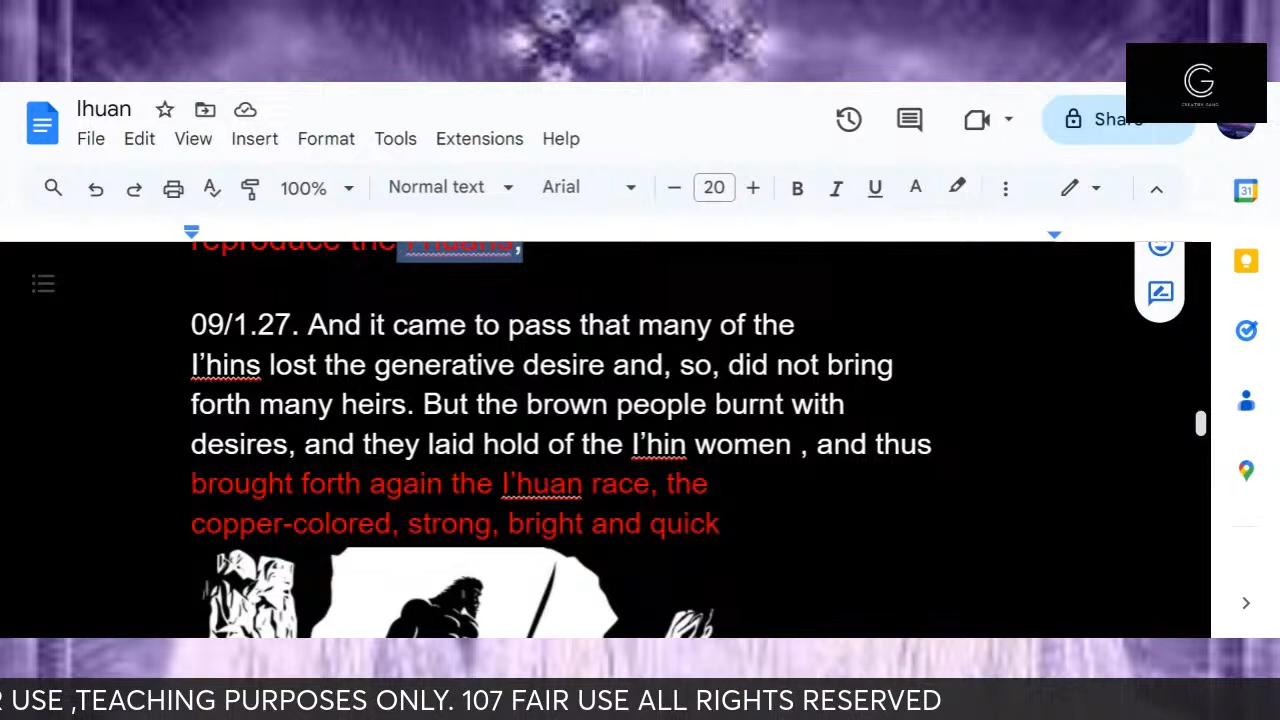 Ihuan
File Edit View Insert Format Tools Extensions Help
Share
100% Normal text Arial 20 B I U A
31
reproduce the I'huans,
09/1.27. And it came to pass that many of the
I'hins lost the generative desire and, so, did not bring
forth many heirs. But the brown people burnt with
desires, and they laid hold of the I'hin women , and thus
brought forth again the I'huan race, the
copper-colored, strong, bright and quick
R USE ,TEACHING PURPOSES ONLY. 107 FAIR USE ALL RIGHTS RESERVED